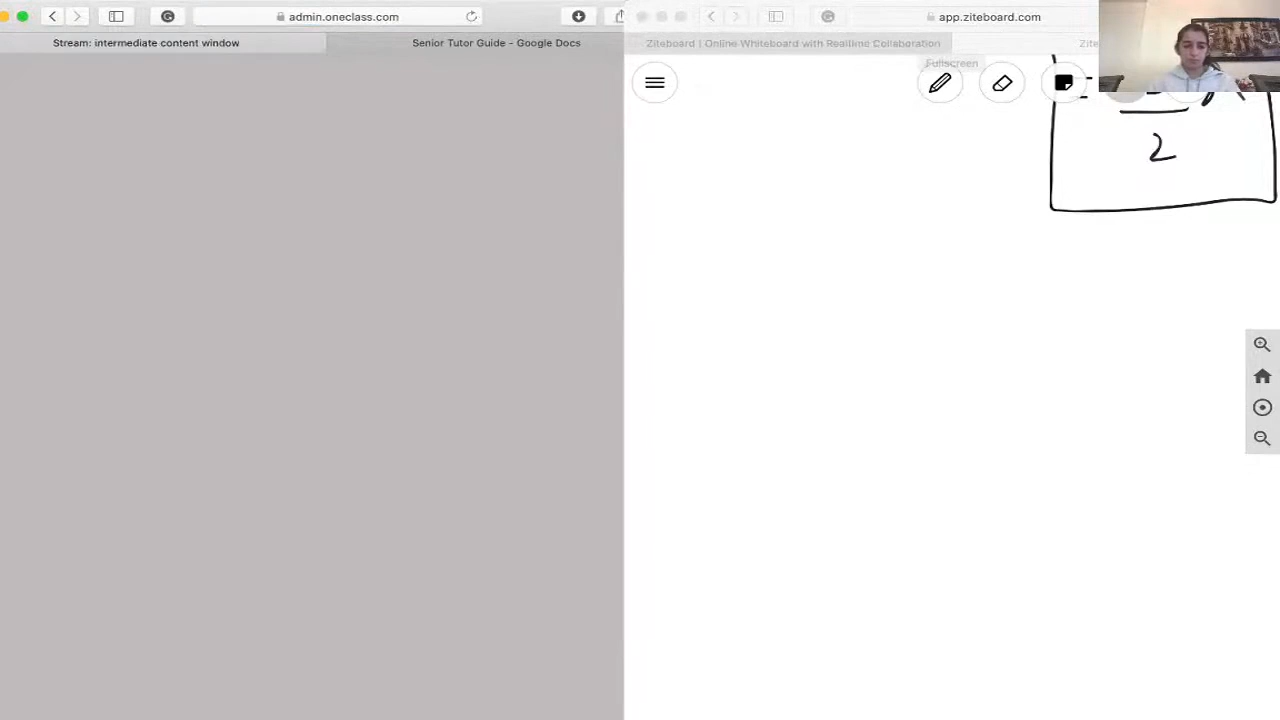 admin.oneclass.com
app.ziteboard.com
Stream: intermediate content window
Senior Tutor Guide - Google Docs
Ziteboard | Online Whiteboard with Realtime Collaboration
Zite
Fullscreen
2